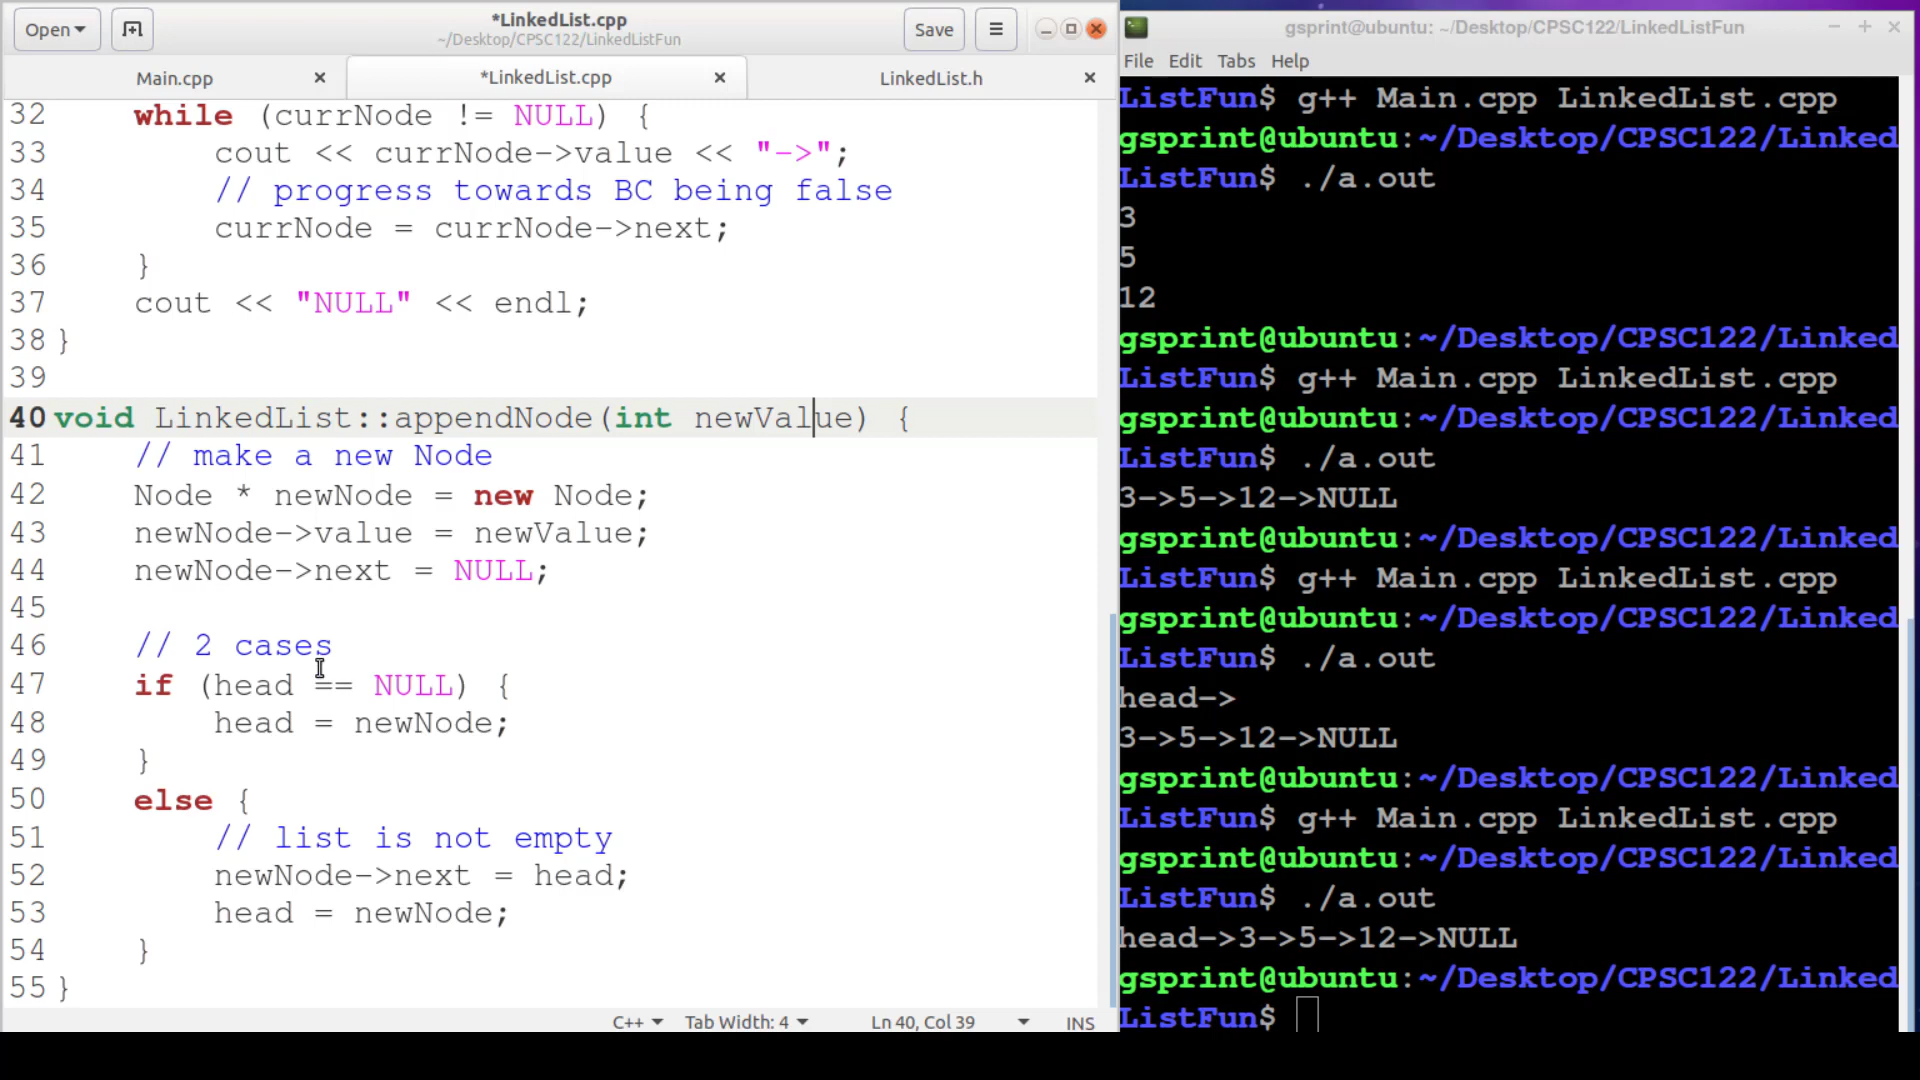 Open
*LinkedList.cpp
~/Desktop/CPSC122/LinkedListFun
Save
Main.cpp
*LinkedList.cpp
LinkedList.h
32 while (currNode != NULL) {
33 cout << currNode->value << "->";
34 // progress towards BC being false
35 currNode = currNode->next;
36 }
37 cout << "NULL" << endl;
38 }
39
40 void LinkedList::appendNode(int newValue) {
41 // make a new Node
42 Node * newNode = new Node;
43 newNode->value = newValue;
44 newNode->next = NULL;
45
46 // 2 cases
47 if (head == NULL) {
48 head = newNode;
49 }
50 else {
51 // list is not empty
52 newNode->next = head;
53 head = newNode;
54 }
55 }
C++ Tab Width: 4 Ln 40, Col 39 INS
gsprint@ubuntu: ~/Desktop/CPSC122/LinkedListFun
File Edit Tabs Help
ListFun$ g++ Main.cpp LinkedList.cpp
gsprint@ubuntu:~/Desktop/CPSC122/Linked
ListFun$ ./a.out
3
5
12
gsprint@ubuntu:~/Desktop/CPSC122/Linked
ListFun$ g++ Main.cpp LinkedList.cpp
gsprint@ubuntu:~/Desktop/CPSC122/Linked
ListFun$ ./a.out
3->5->12->NULL
gsprint@ubuntu:~/Desktop/CPSC122/Linked
ListFun$ g++ Main.cpp LinkedList.cpp
gsprint@ubuntu:~/Desktop/CPSC122/Linked
ListFun$ ./a.out
head->
3->5->12->NULL
gsprint@ubuntu:~/Desktop/CPSC122/Linked
ListFun$ g++ Main.cpp LinkedList.cpp
gsprint@ubuntu:~/Desktop/CPSC122/Linked
ListFun$ ./a.out
head->3->5->12->NULL
gsprint@ubuntu:~/Desktop/CPSC122/Linked
ListFun$